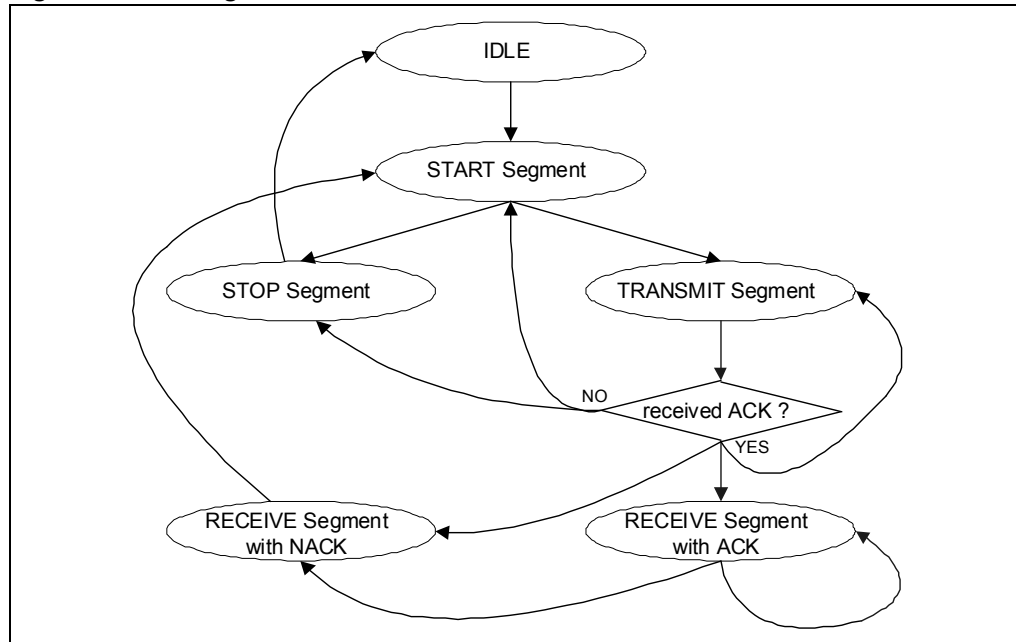 IDLE
START Segment
STOP Segment
TRANSMIT Segment
NO
received ACK ?
YES
RECEIVE Segment
with NACK
RECEIVE Segment
with ACK